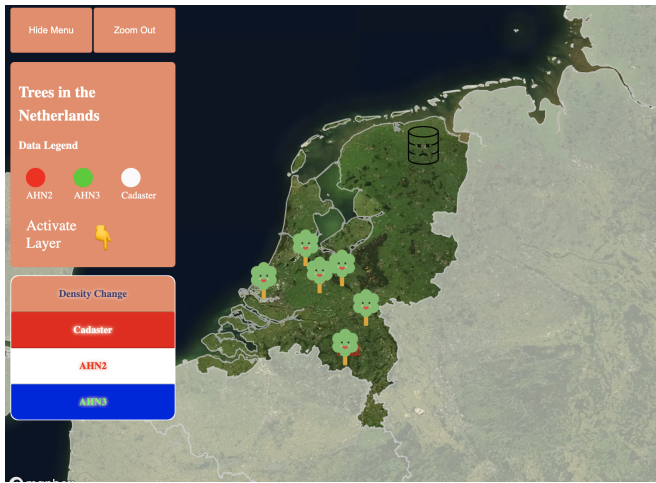 Hide Menu
Zoom Out
Trees in the
Netherlands
Data Legend
AHN2
AHN3
Cadaster
Activate
Layer
Density Change
Cadaster
AHN2
AHN3
mapbox